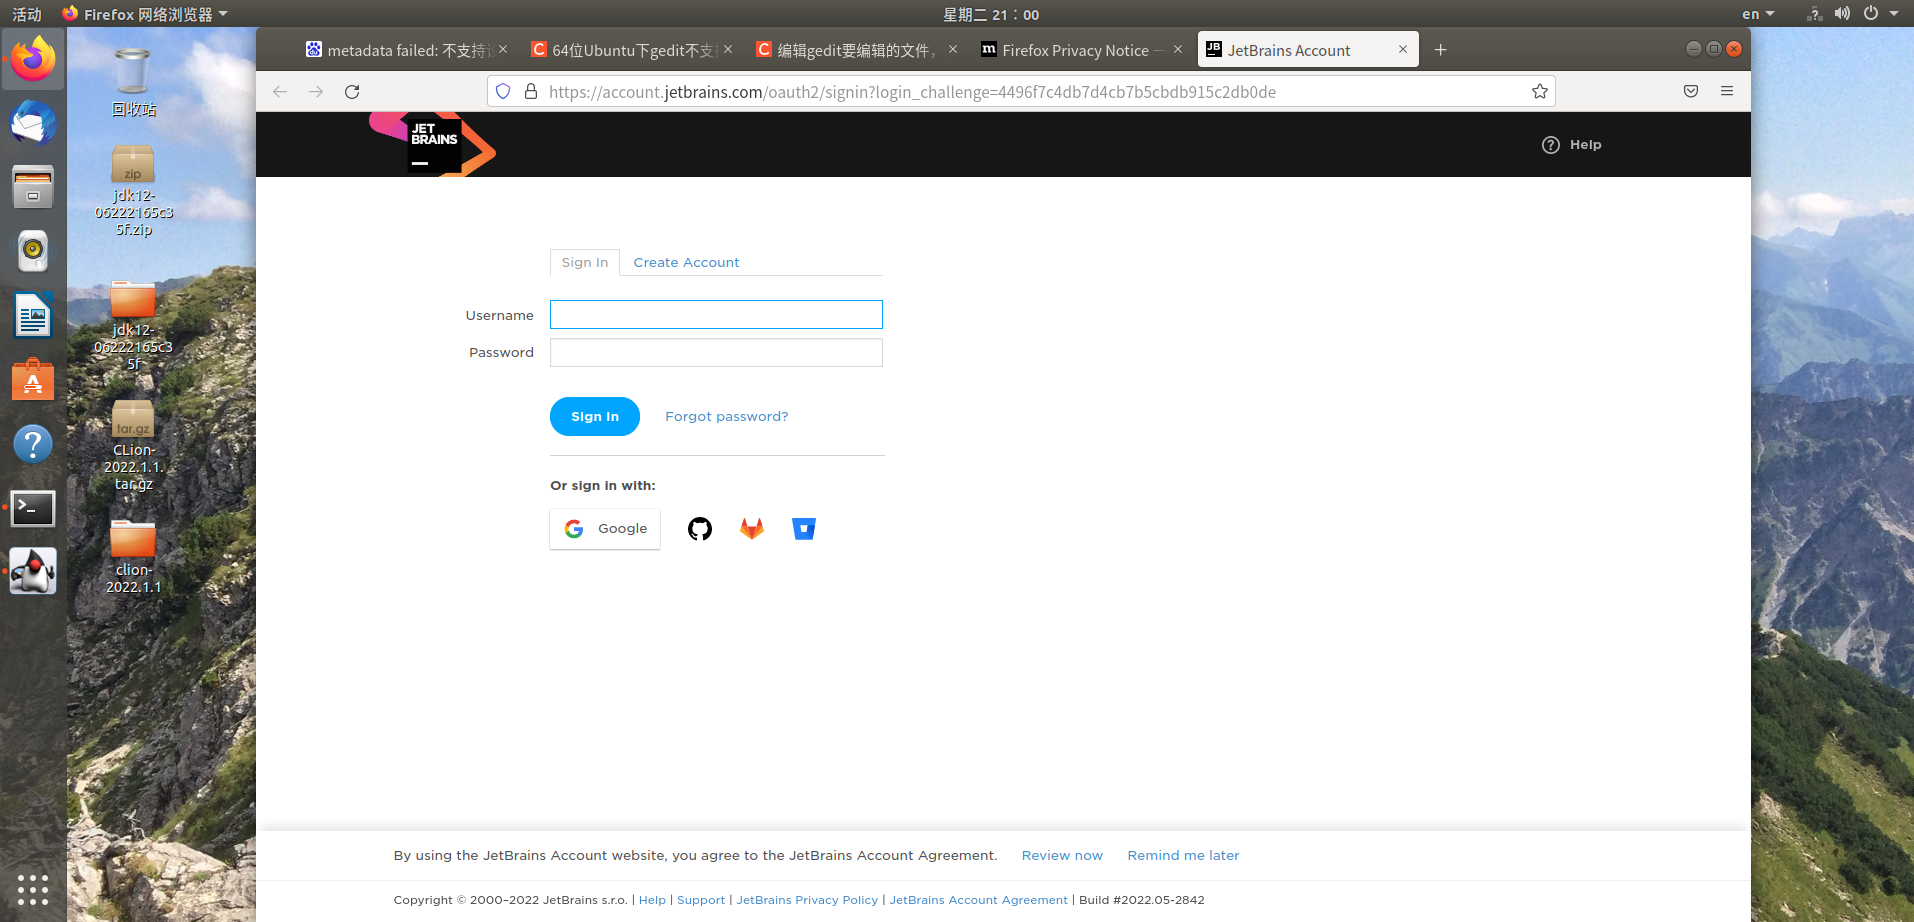 活动
Firefox 网络浏览器
星期二 21：00
en
metadata failed: 不支持
64位Ubuntu下gedit不支
编辑gedit要编辑的文件，
Firefox Privacy Notice —
JetBrains Account
https://account.jetbrains.com/oauth2/signin?login_challenge=4496f7c4db7d4cb7b5cbdb915c2db0de
JET
BRAINS
Help
回收站
zip
jdk12-
06222165c3
5f.zip
jdk12-
06222165c3
5f
tar.gz
CLion-
2022.1.1.
tar.gz
clion-
2022.1.1
Sign In
Create Account
Username
Password
Sign In
Forgot password?
Or sign in with:
Google
By using the JetBrains Account website, you agree to the JetBrains Account Agreement.
Review now
Remind me later
Copyright © 2000–2022 JetBrains s.r.o. | Help | Support | JetBrains Privacy Policy | JetBrains Account Agreement | Build #2022.05-2842